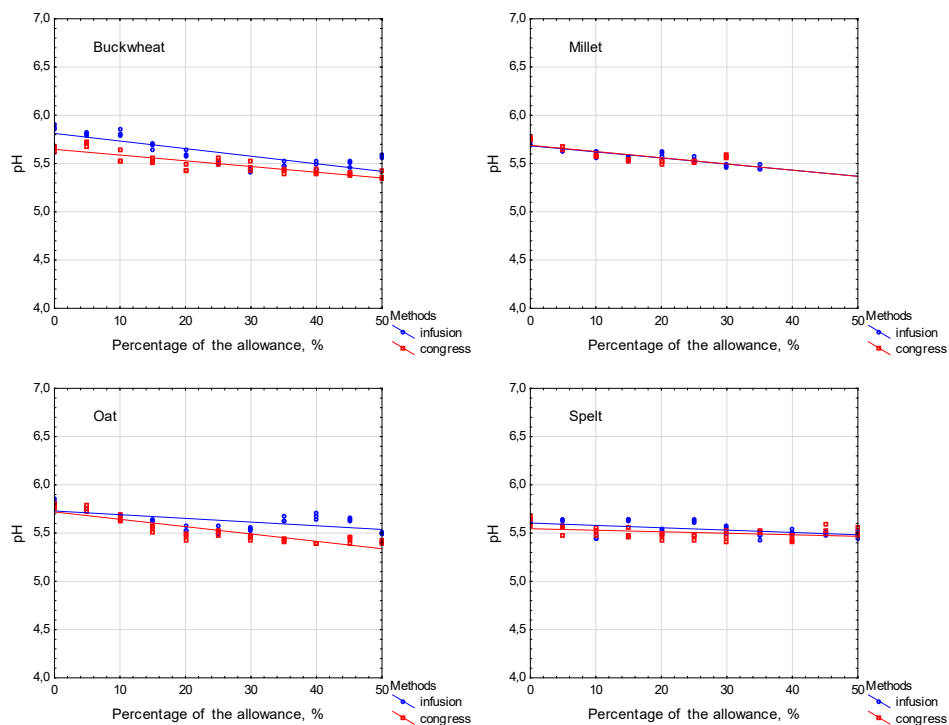 Buckwheat
7,0
6,5
6,0
5,5
5,0
4,5
4,0
pH
0 10 20 30 40 50
Percentage of the allowance, %
Methods
infusion
congress
Millet
7,0
6,5
6,0
5,5
5,0
4,5
4,0
pH
0 10 20 30 40 50
Percentage of the allowance, %
Methods
infusion
congress
Oat
7,0
6,5
6,0
5,5
5,0
4,5
4,0
pH
0 10 20 30 40 50
Percentage of the allowance, %
Methods
infusion
congress
Spelt
7,0
6,5
6,0
5,5
5,0
4,5
4,0
pH
0 10 20 30 40 50
Percentage of the allowance, %
Methods
infusion
congress